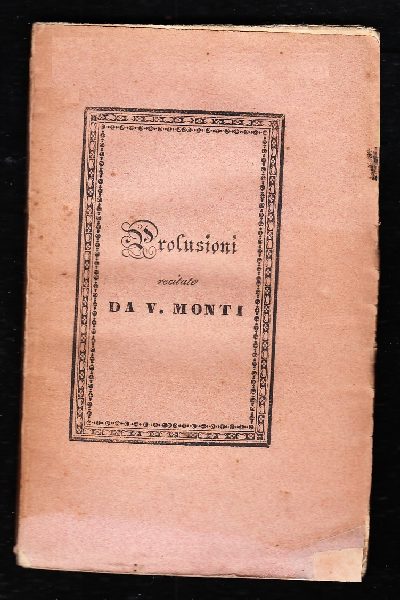 Prolusioni
recitate
DA V. MONTI